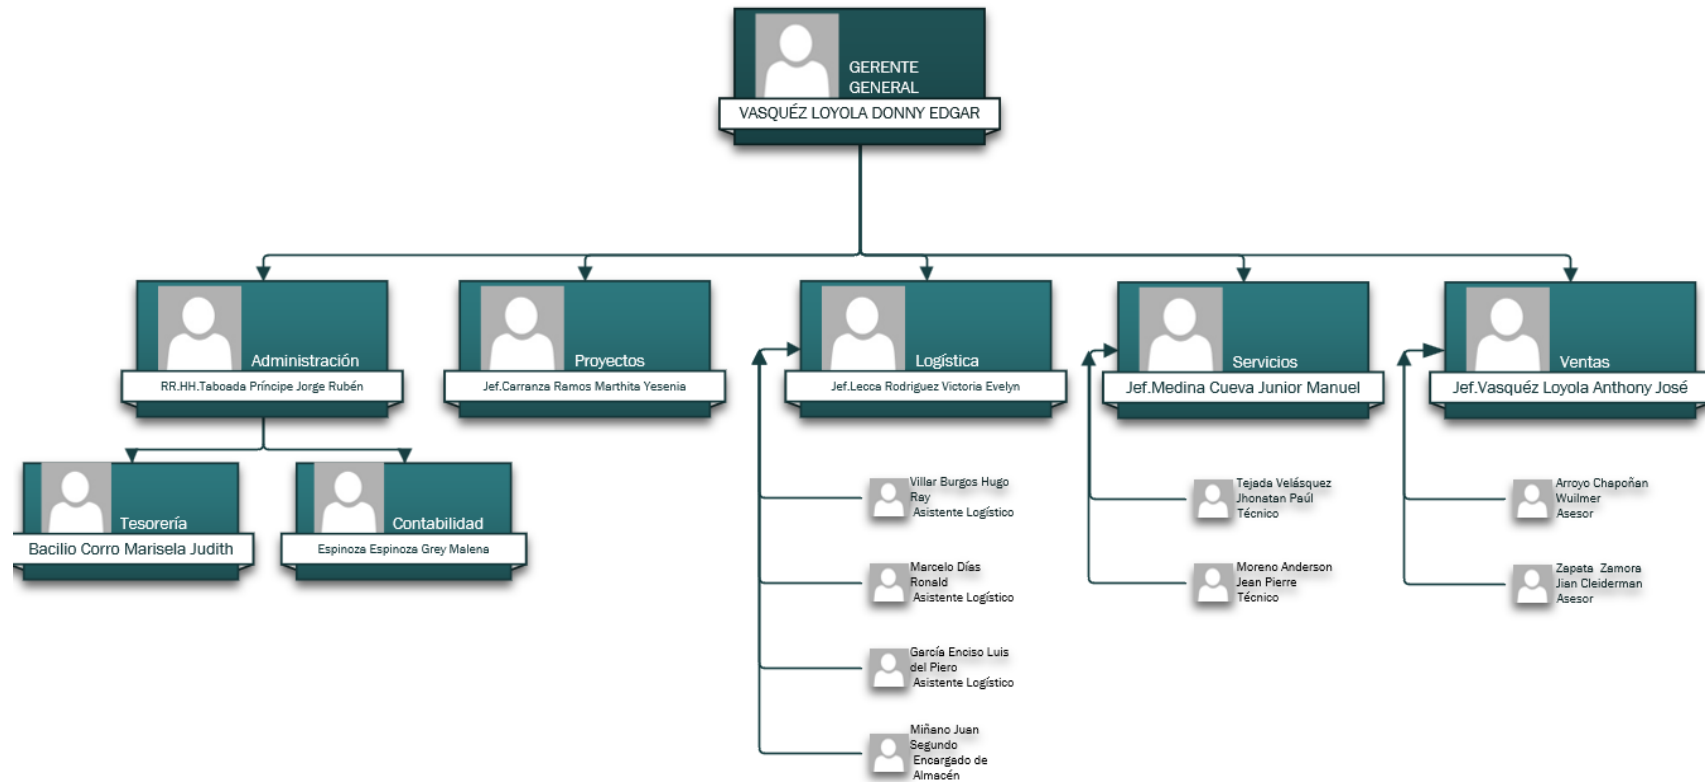 GERENTE
GENERAL
VASQUÉZ LOYOLA DONNY EDGAR
Administración
RR.HH.Taboada Príncipe Jorge Rubén
Proyectos
Jef.Carranza Ramos Marthita Yesenia
Logística
Jef.Lecca Rodriguez Victoria Evelyn
Servicios
Jef.Medina Cueva Junior Manuel
Ventas
Jef.Vasquéz Loyola Anthony José
Tesorería
Bacilio Corro Marisela Judith
Contabilidad
Espinoza Espinoza Grey Malena
Villar Burgos Hugo
Ray
Asistente Logístico
Marcelo Días
Ronald
Asistente Logístico
García Enciso Luis
del Piero
Asistente Logístico
Miñano Juan
Segundo
Encargado de
Almacén
Tejada Velásquez
Jhonatan Paúl
Técnico
Moreno Anderson
Jean Pierre
Técnico
Arroyo Chapoñan
Wuilmer
Asesor
Zapata  Zamora
Jian Cleiderman
Asesor